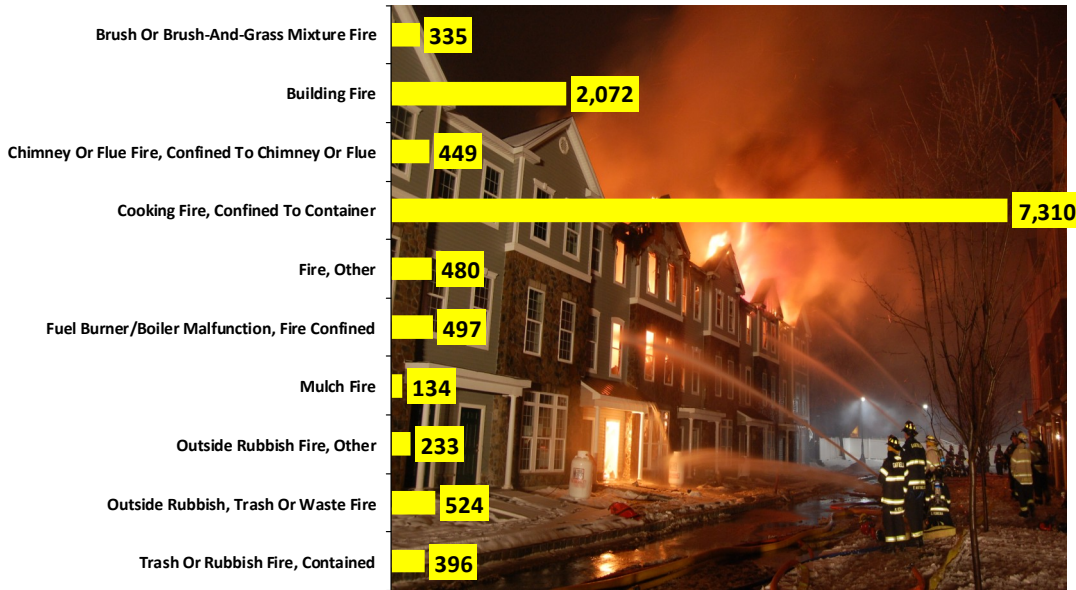 Brush Or Brush-And-Grass Mixture Fire 335
Building Fire 2,072
Chimney Or Flue Fire, Confined To Chimney Or Flue 449
Cooking Fire, Confined To Container 7,310
Fire, Other 480
Fuel Burner/Boiler Malfunction, Fire Confined 497
Mulch Fire 134
Outside Rubbish Fire, Other 233
Outside Rubbish, Trash Or Waste Fire 524
Trash Or Rubbish Fire, Contained 396